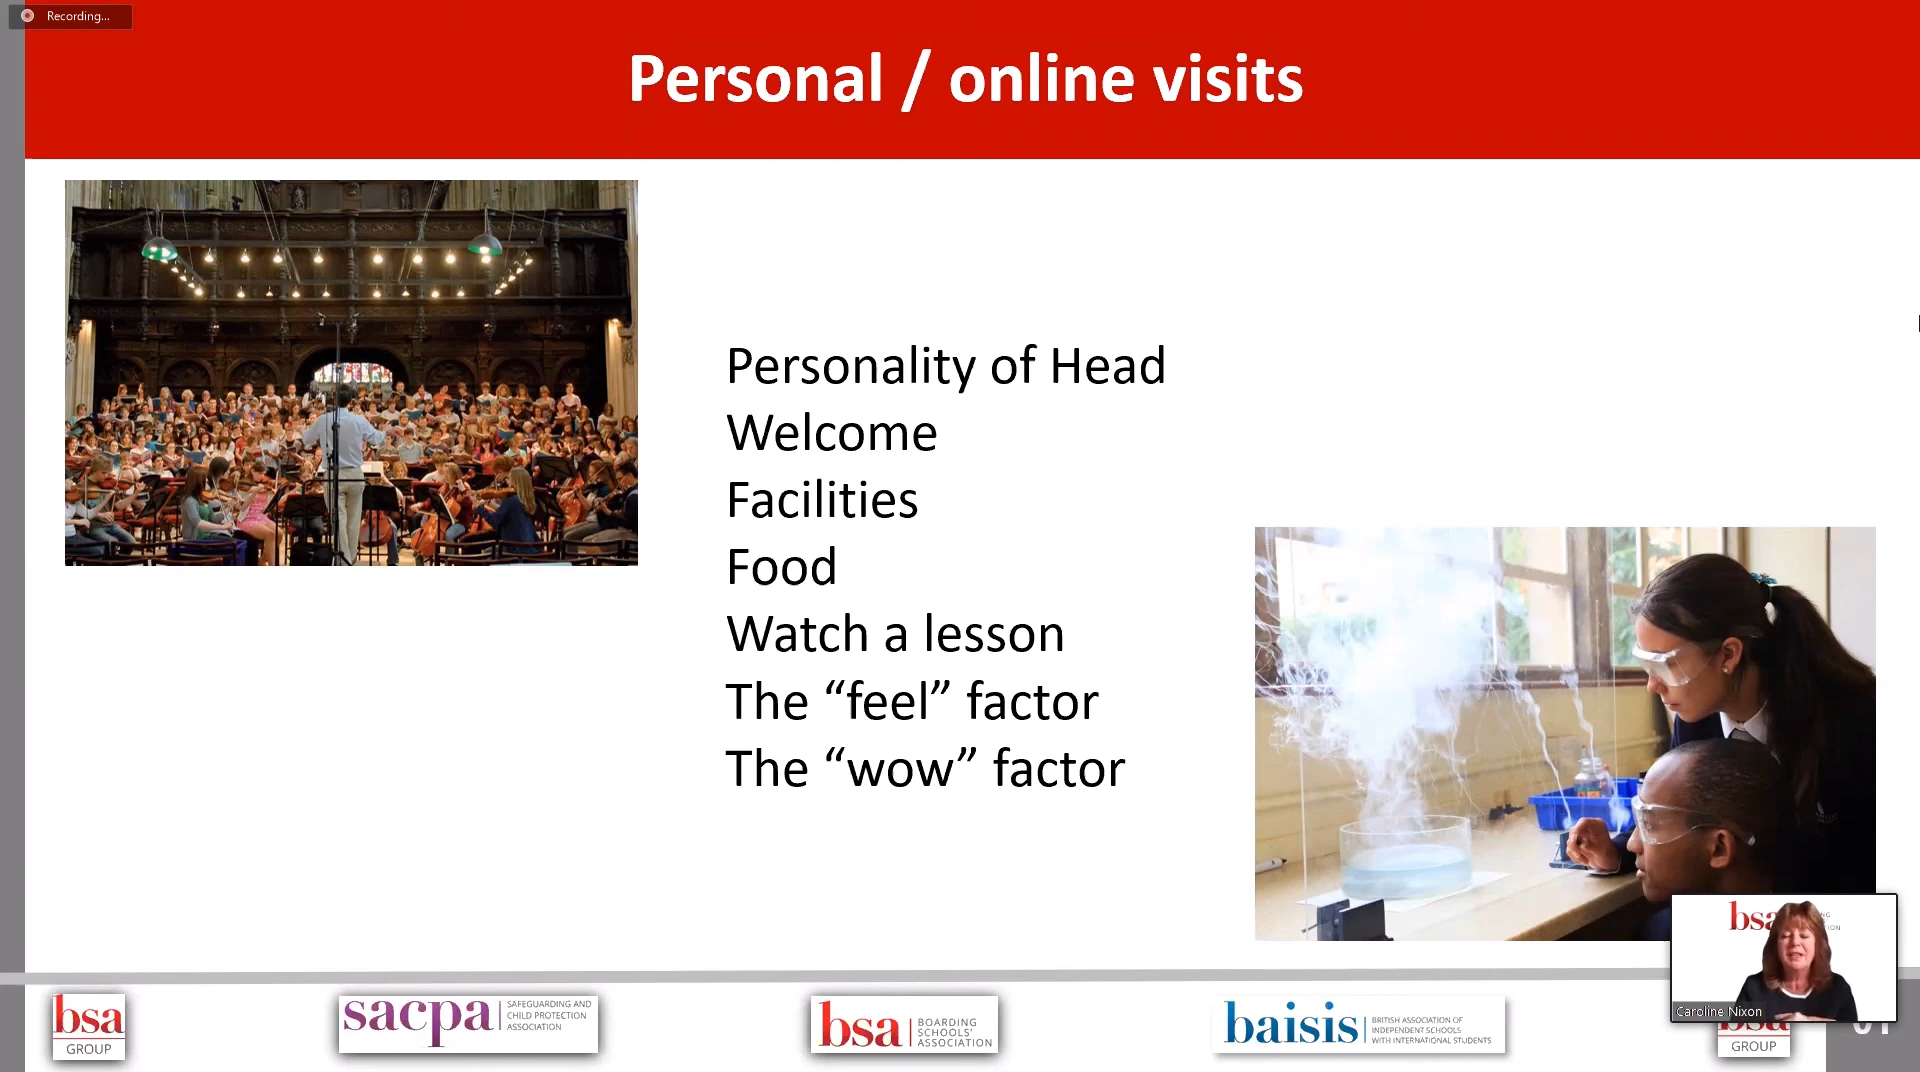 Recording...
Personal / online visits
Personality of Head
Welcome
Facilities
Food
Watch a lesson
The “feel” factor
The “wow” factor
bsa
Caroline Nixon
bsa
GROUP
sacpa
SAFEGUARDING AND
CHILD PROTECTION
ASSOCIATION
bsa
BOARDING
SCHOOLS'
ASSOCIATION
baisis
BRITISH ASSOCIATION OF
INDEPENDENT SCHOOLS
WITH INTERNATIONAL STUDENTS
bsa
GROUP